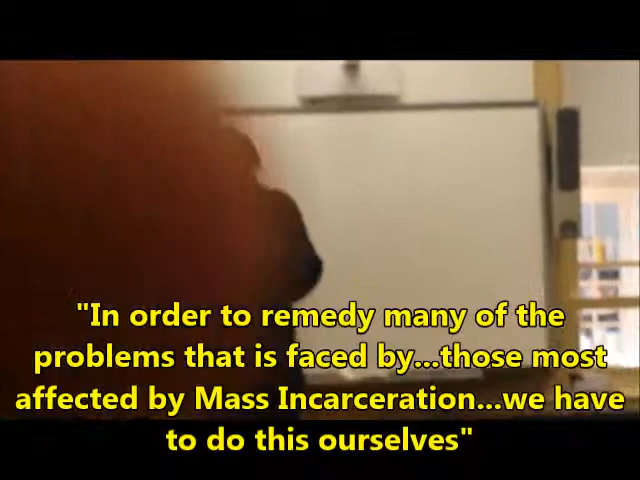 "In order to remedy many of the
problems that is faced by...those most
affected by Mass Incarceration...we have
to do this ourselves"